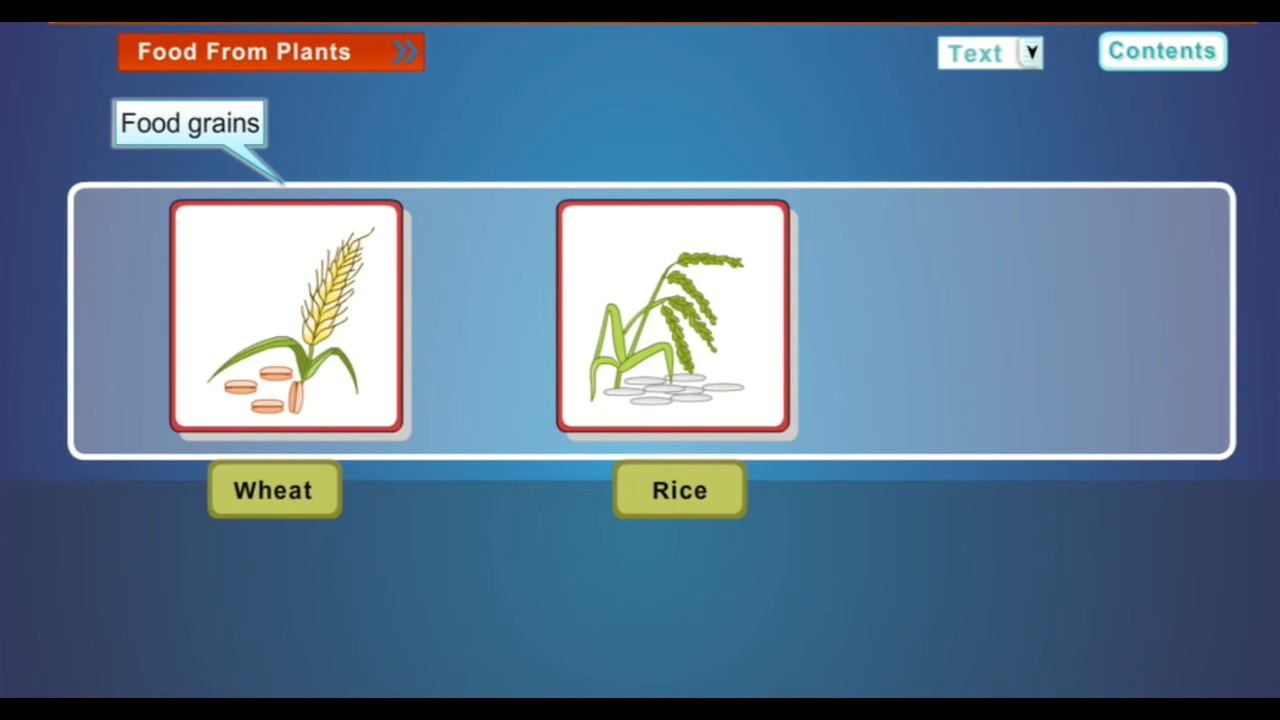 Food From Plants
Text
Contents
Food grains
Wheat
Rice